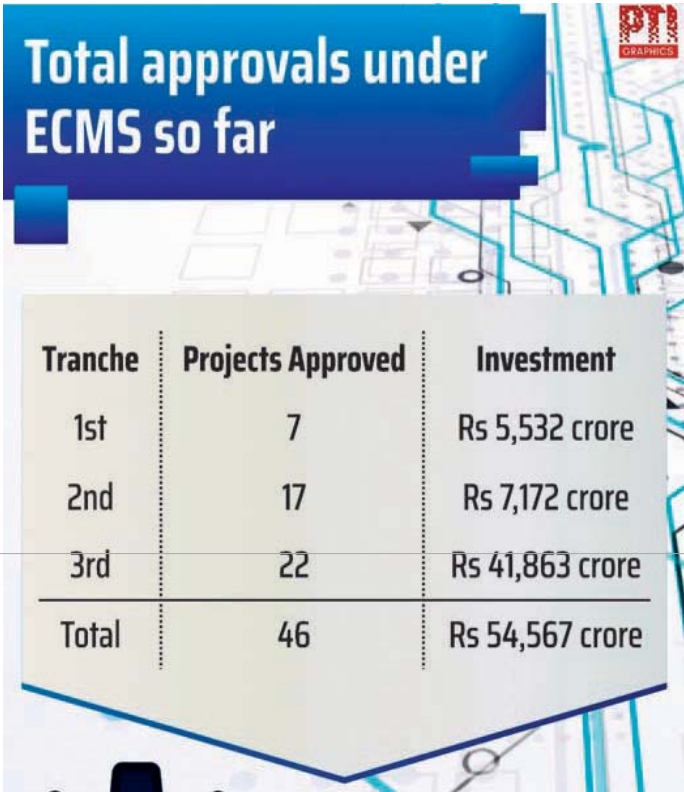 PTI
GRAPHICS
Total approvals under
ECMS so far
Tranche Projects Approved Investment
1st 7 Rs 5,532 crore
2nd 17 Rs 7,172 crore
3rd 22 Rs 41,863 crore
Total 46 Rs 54,567 crore